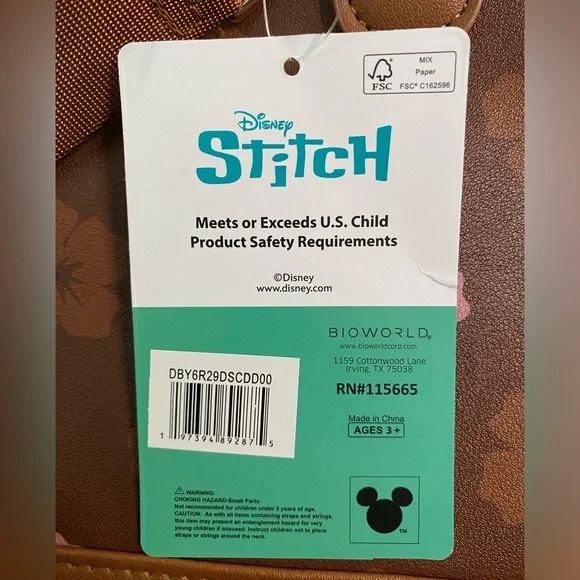 MIX
Paper
FSC
FSC® C162596
Disney
Stitch
Meets or Exceeds U.S. Child
Product Safety Requirements
©Disney
www.disney.com
BIOWORLD®
www.bioworldcorp.com
1159 Cottonwood Lane
Irving, TX 75038
RN#115665
Made in China
AGES 3+
DBY6R29DSCDD00
1 97394 89287 5
WARNING:
CHOKING HAZARD-Small Parts.
Not recommended for children under 3 years of age.
CAUTION: As with all items containing straps and strings,
this item may present an entanglement hazard for very
young children if misused. Instruct children not to place
straps or strings around the neck.
TM